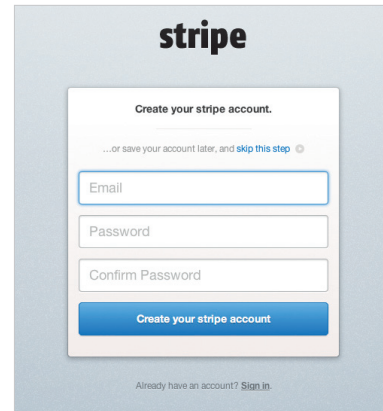 stripe
Create your stripe account.
...or save your account later, and skip this step
Email
Password
Confirm Password
Create your stripe account
Already have an account? Sign in.